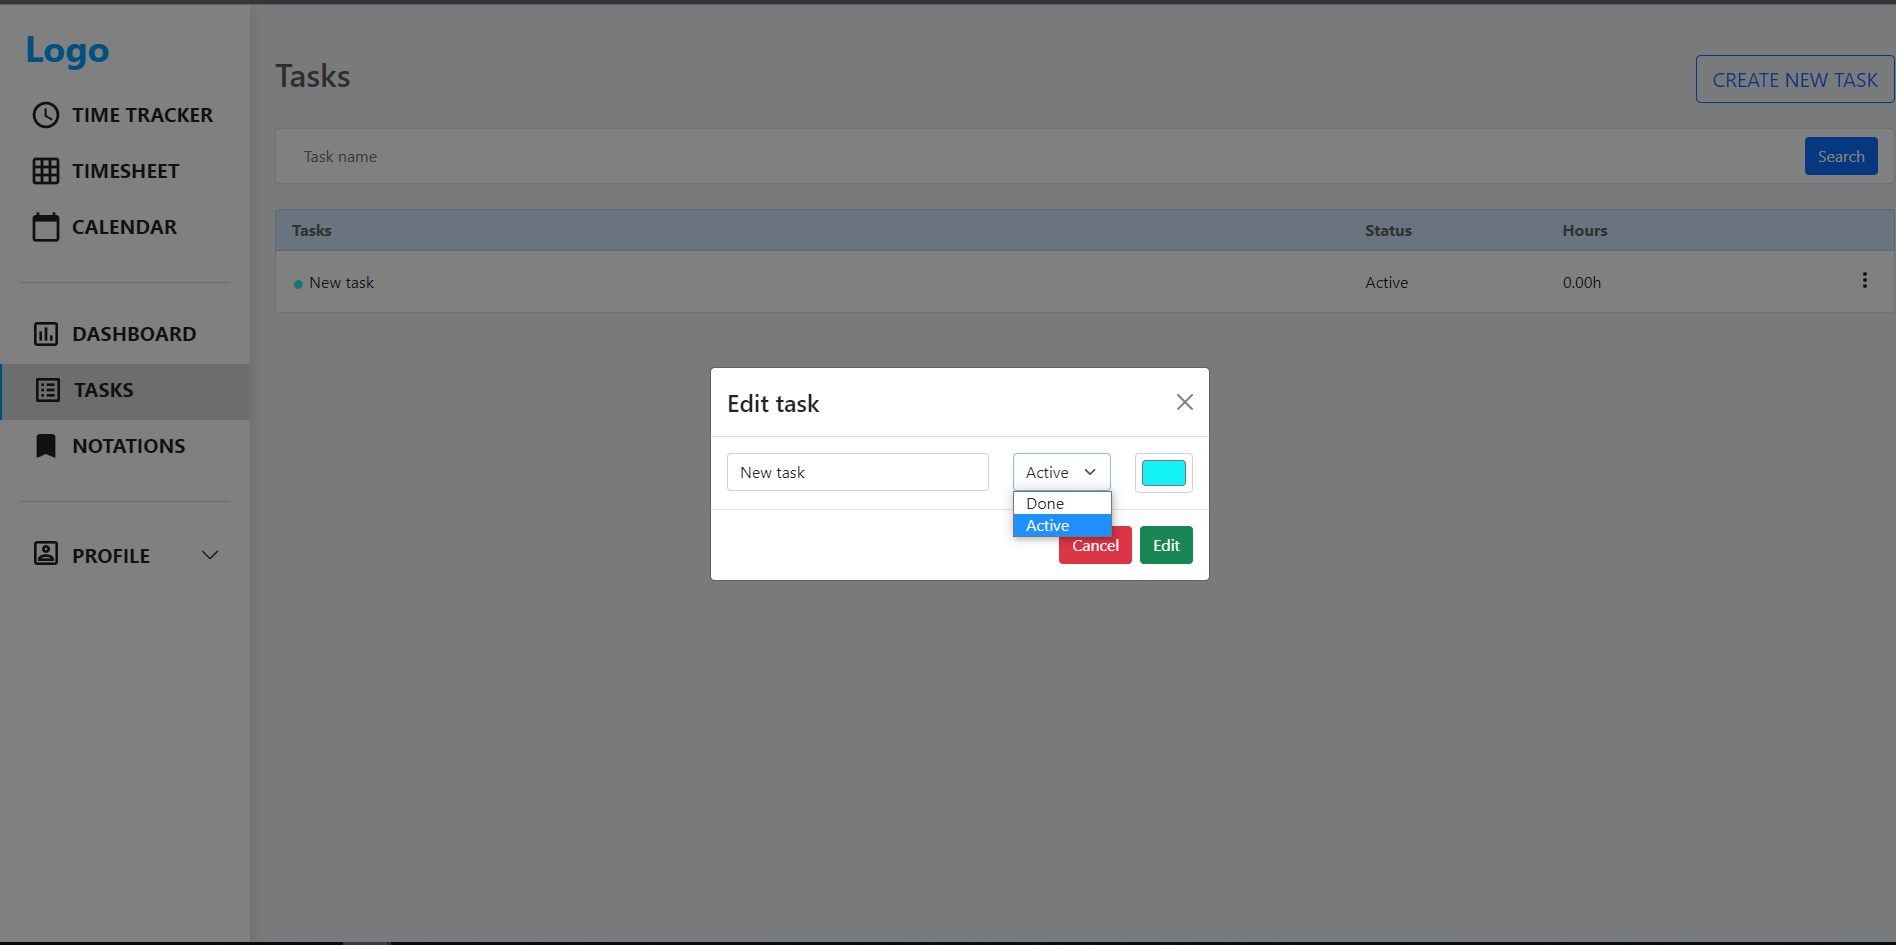 Logo
TIME TRACKER
TIMESHEET
CALENDAR
DASHBOARD
TASKS
NOTATIONS
PROFILE
Tasks
CREATE NEW TASK
Task name
Search
Tasks Status Hours
New task Active 0.00h
Edit task
New task Active
Done
Active
Cancel Edit